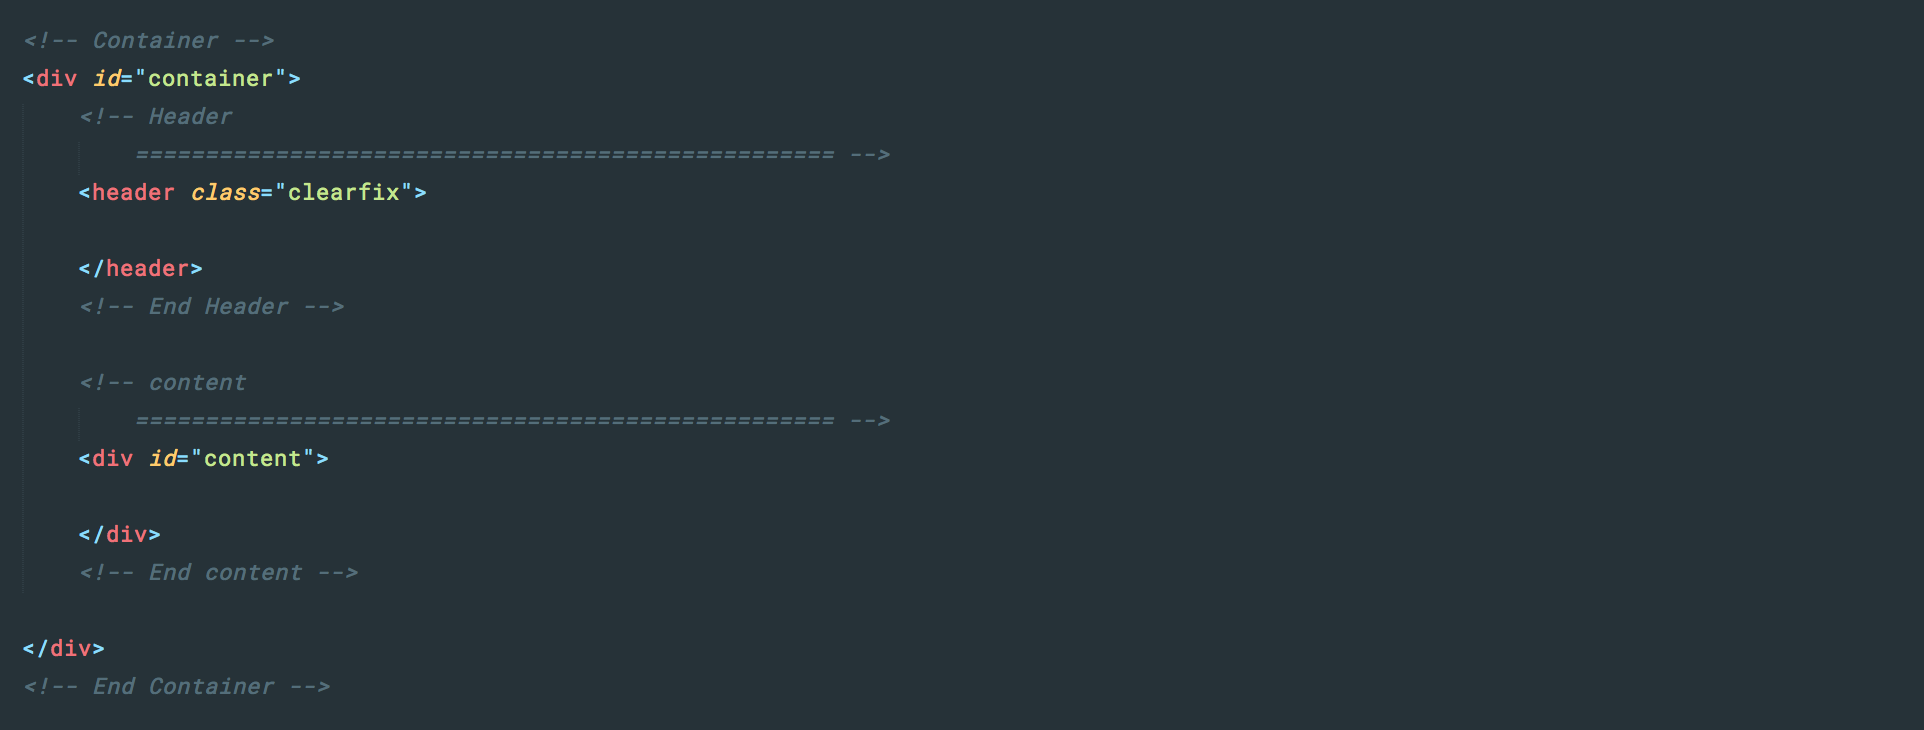 <!-- Container -->
<div id="container">
    <!-- Header
        ================================================== -->
    <header class="clearfix">

    </header>
    <!-- End Header -->

    <!-- content
        ================================================== -->
    <div id="content">

    </div>
    <!-- End content -->

</div>
<!-- End Container -->